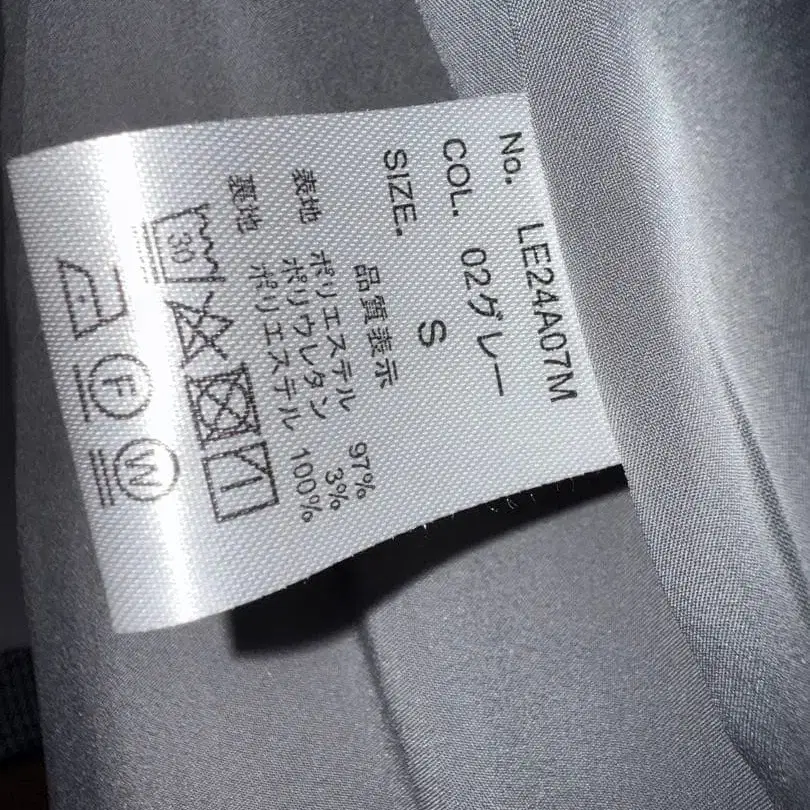 No. LE24A07M
COL. 02グレー
SIZE. S
品質表示
表地 ポリエステル 97%
ポリウレタン 3%
裏地 ポリエステル 100%
30
F
W